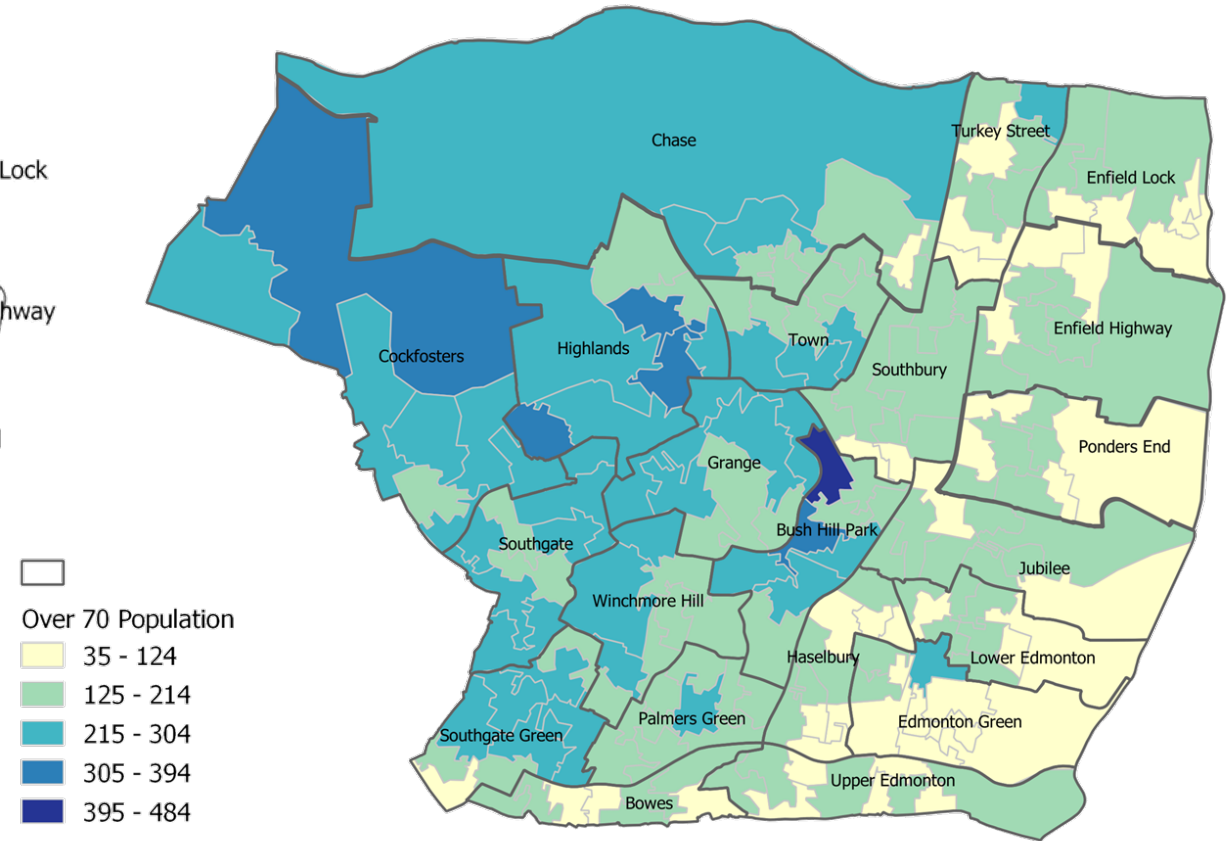 Lock
hway
Chase
Turkey Street
Enfield Lock
Enfield Highway
Cockfosters
Highlands
Town
Southbury
Ponders End
Grange
Bush Hill Park
Southgate
Jubilee
Winchmore Hill
Haselbury
Lower Edmonton
Palmers Green
Edmonton Green
Southgate Green
Upper Edmonton
Bowes
Over 70 Population
35 - 124
125 - 214
215 - 304
305 - 394
395 - 484